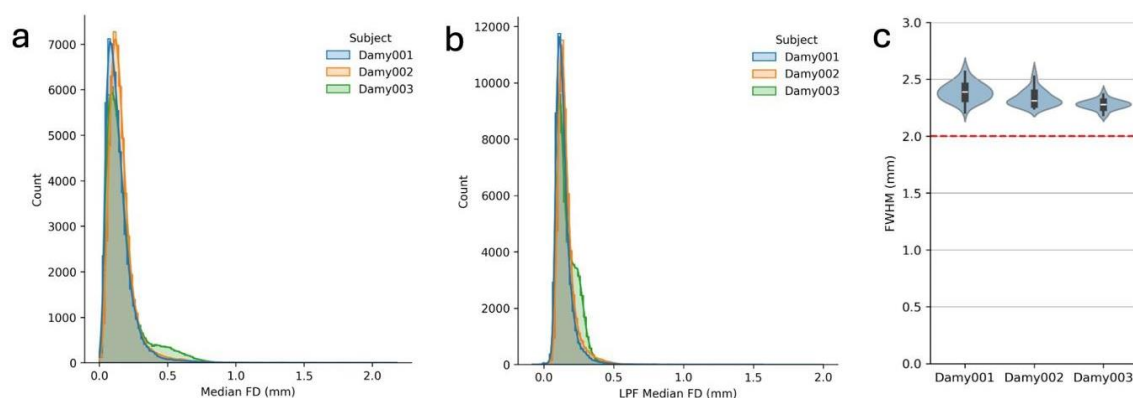 a
7000
6000
5000
4000
3000
2000
1000
0
Count
0.0 0.5 1.0 1.5 2.0
Median FD (mm)
Subject
Damy001
Damy002
Damy003
b
12000
10000
8000
6000
4000
2000
0
Count
0.0 0.5 1.0 1.5 2.0
LPF Median FD (mm)
Subject
Damy001
Damy002
Damy003
c
3.0
2.5
2.0
1.5
1.0
0.5
0.0
FWHM (mm)
Damy001 Damy002 Damy003